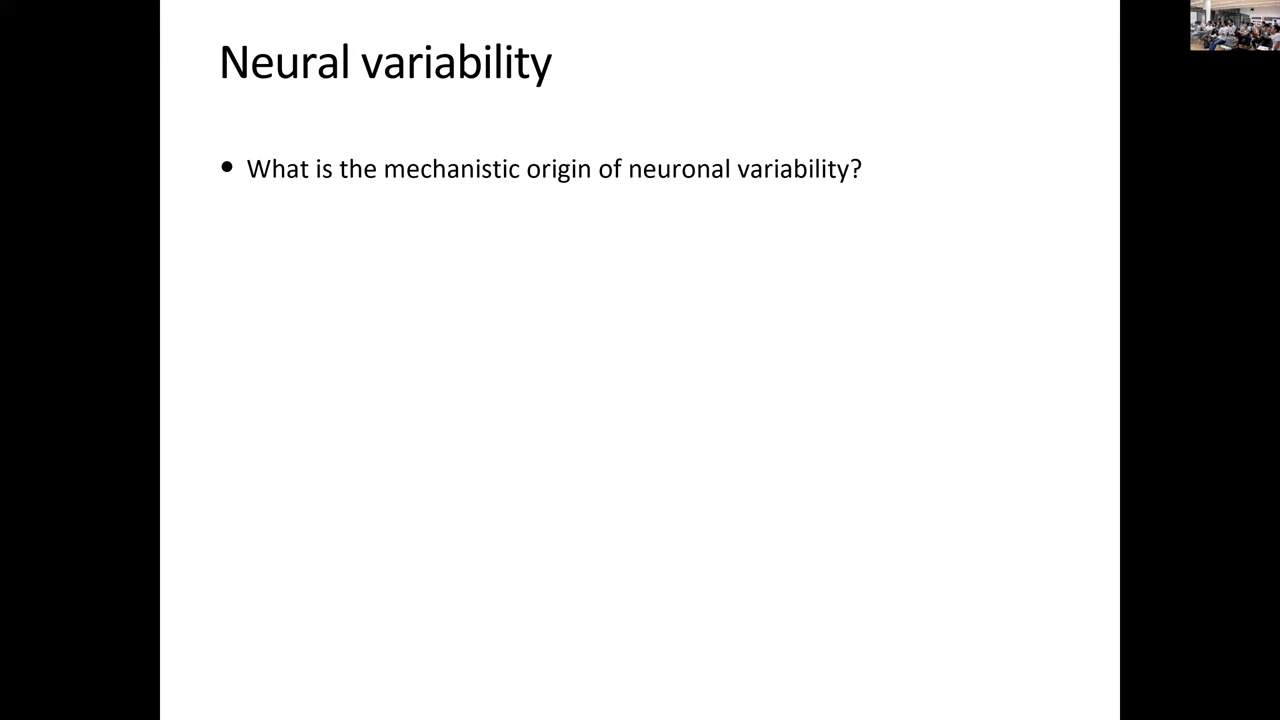 Neural variability
• What is the mechanistic origin of neuronal variability?